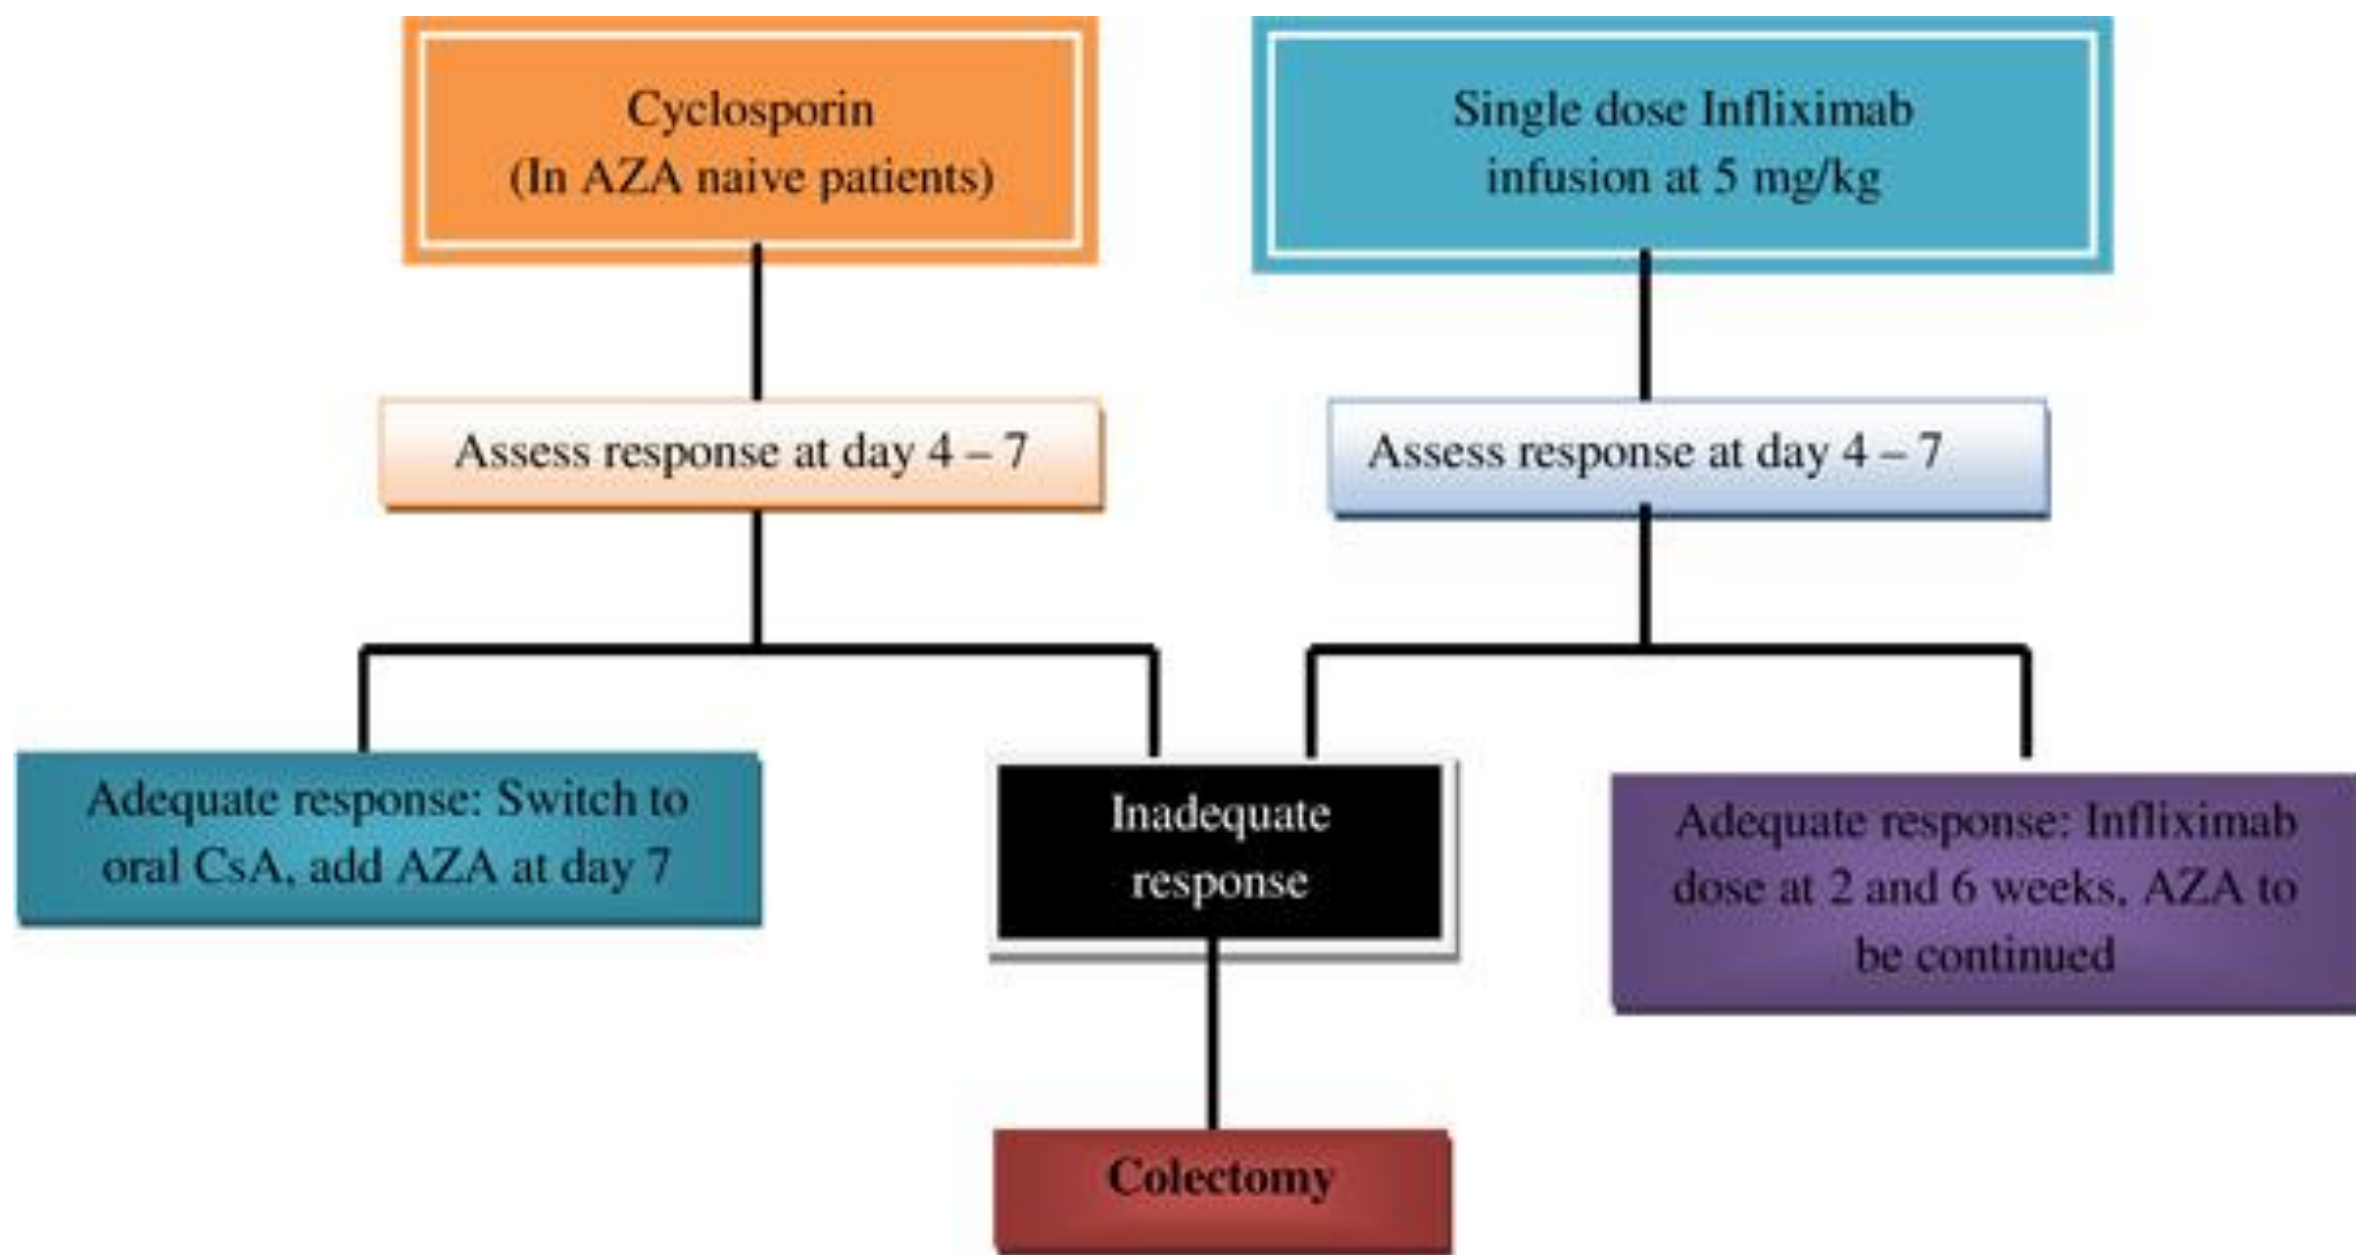 Cyclosporin
(In AZA naive patients)
Single dose Infliximab
infusion at 5 mg/kg
Assess response at day 4 – 7
Assess response at day 4 – 7
Adequate response: Switch to
oral CsA, add AZA at day 7
Inadequate
response
Adequate response: Infliximab
dose at 2 and 6 weeks, AZA to
be continued
Colectomy